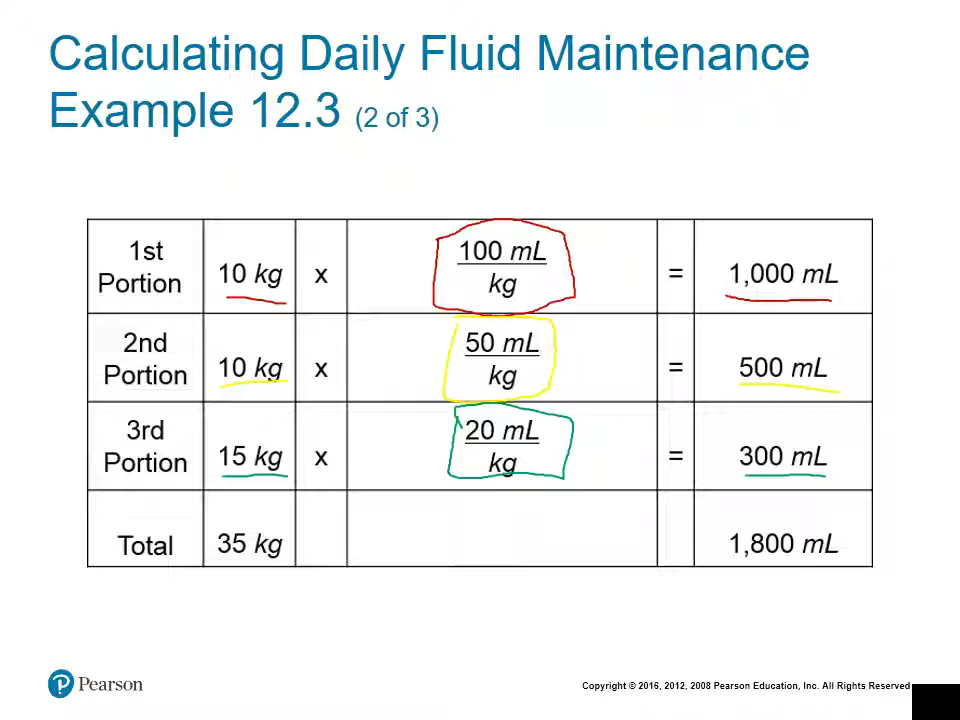 Calculating Daily Fluid Maintenance
Example 12.3 (2 of 3)
1st
Portion
10 kg
x
100 mL
kg
=
1,000 mL
2nd
Portion
10 kg
x
50 mL
kg
=
500 mL
3rd
Portion
15 kg
x
20 mL
kg
=
300 mL
Total
35 kg
1,800 mL
P Pearson
Copyright © 2016, 2012, 2008 Pearson Education, Inc. All Rights Reserved